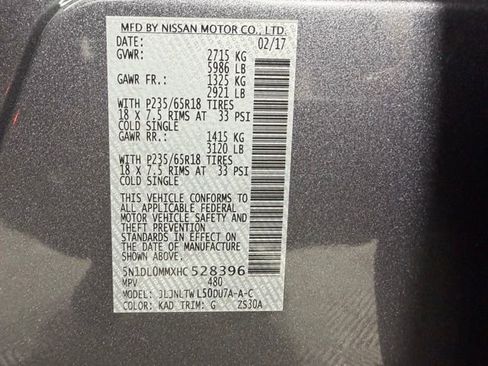 MFD BY NISSAN MOTOR CO., LTD.
DATE: 02/17
GVWR: 2715 KG
5986 LB
GAWR FR.: 1325 KG
2921 LB
WITH P235/65R18 TIRES
18 X 7.5 RIMS AT 33 PSI
COLD SINGLE
GAWR RR.: 1415 KG
3120 LB
WITH P235/65R18 TIRES
18 X 7.5 RIMS AT 33 PSI
COLD SINGLE
THIS VEHICLE CONFORMS TO
ALL APPLICABLE FEDERAL
MOTOR VEHICLE SAFETY AND
THEFT PREVENTION
STANDARDS IN EFFECT ON
THE DATE OF MANUFACTURE
SHOWN ABOVE.
5N1DL0MMXHC528396
MPV 480
JLJNLTWL50DU7A-A-C
COLOR: KAD TRIM: G ZS30A